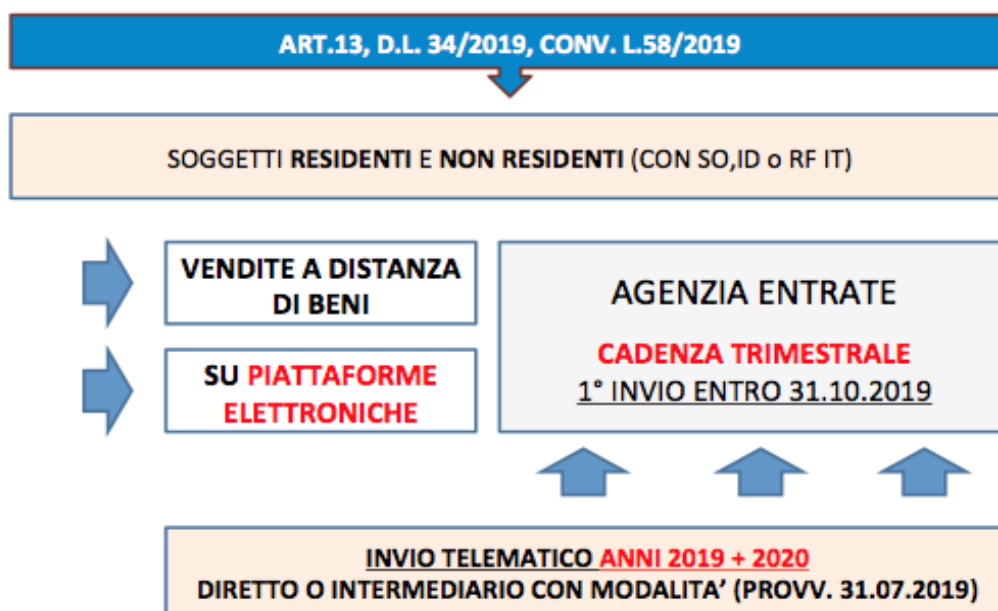 ART.13, D.L. 34/2019, CONV. L.58/2019
SOGGETTI RESIDENTI E NON RESIDENTI (CON SO,ID o RF IT)
VENDITE A DISTANZA
DI BENI
SU PIATTAFORME
ELETTRONICHE
AGENZIA ENTRATE
CADENZA TRIMESTRALE
1° INVIO ENTRO 31.10.2019
INVIO TELEMATICO ANNI 2019 + 2020
DIRETTO O INTERMEDIARIO CON MODALITA’ (PROVV. 31.07.2019)